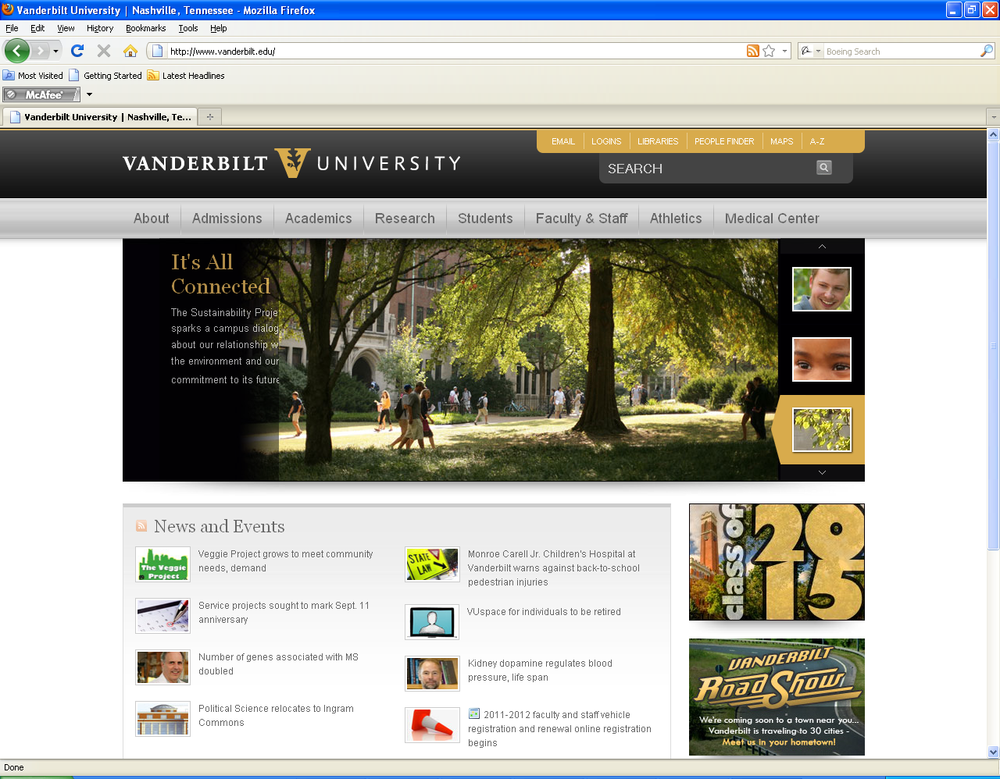 Vanderbilt University | Nashville, Tennessee - Mozilla Firefox
File Edit View History Bookmarks Tools Help
http://www.vanderbilt.edu/
Boeing Search
Most Visited Getting Started Latest Headlines
McAfee
Vanderbilt University | Nashville, Te...
EMAIL LOGINS LIBRARIES PEOPLE FINDER MAPS A-Z
VANDERBILT V UNIVERSITY
SEARCH
About Admissions Academics Research Students Faculty & Staff Athletics Medical Center
It's All
Connected
The Sustainability Proje
sparks a campus dialog
about our relationship w
the environment and our
commitment to its future
News and Events
The Veggie
Project
Veggie Project grows to meet community
needs, demand
Service projects sought to mark Sept. 11
anniversary
Number of genes associated with MS
doubled
Political Science relocates to Ingram
Commons
STATE
LAW
Monroe Carell Jr. Children's Hospital at
Vanderbilt warns against back-to-school
pedestrian injuries
VUspace for individuals to be retired
Kidney dopamine regulates blood
pressure, life span
2011-2012 faculty and staff vehicle
registration and renewal online registration
begins
class of
2015
VANDERBILT
Road Show
We're coming soon to a town near you...
Vanderbilt is traveling to 30 cities -
Meet us in your hometown!
Done